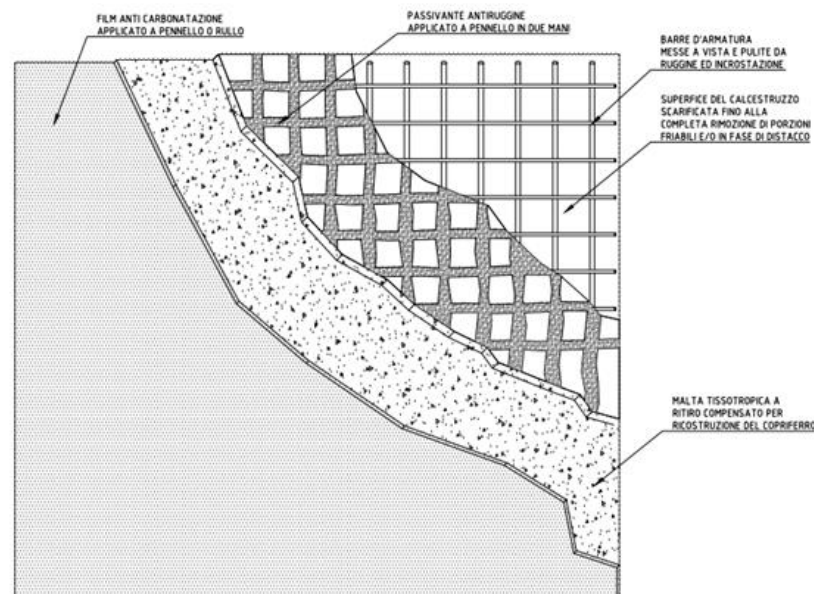 FILM ANTI CARBONATAZIONE
APPLICATO A PENNELLO O RULLO
PASSIVANTE ANTIRUGGINE
APPLICATO A PENNELLO IN DUE MANI
BARRE D'ARMATURA
MESSE A VISTA E PULITE DA
RUGGINE ED INCROSTAZIONE
SUPERFICE DEL CALCESTRUZZO
SCARIFICATA FINO ALLA
COMPLETA RIMOZIONE DI PORZIONI
FRIABILI E/O IN FASE DI DISTACCO
MALTA TISSOTROPICA A
RITIRO COMPENSATO PER
RICOSTRUZIONE DEL COPRIFERRO